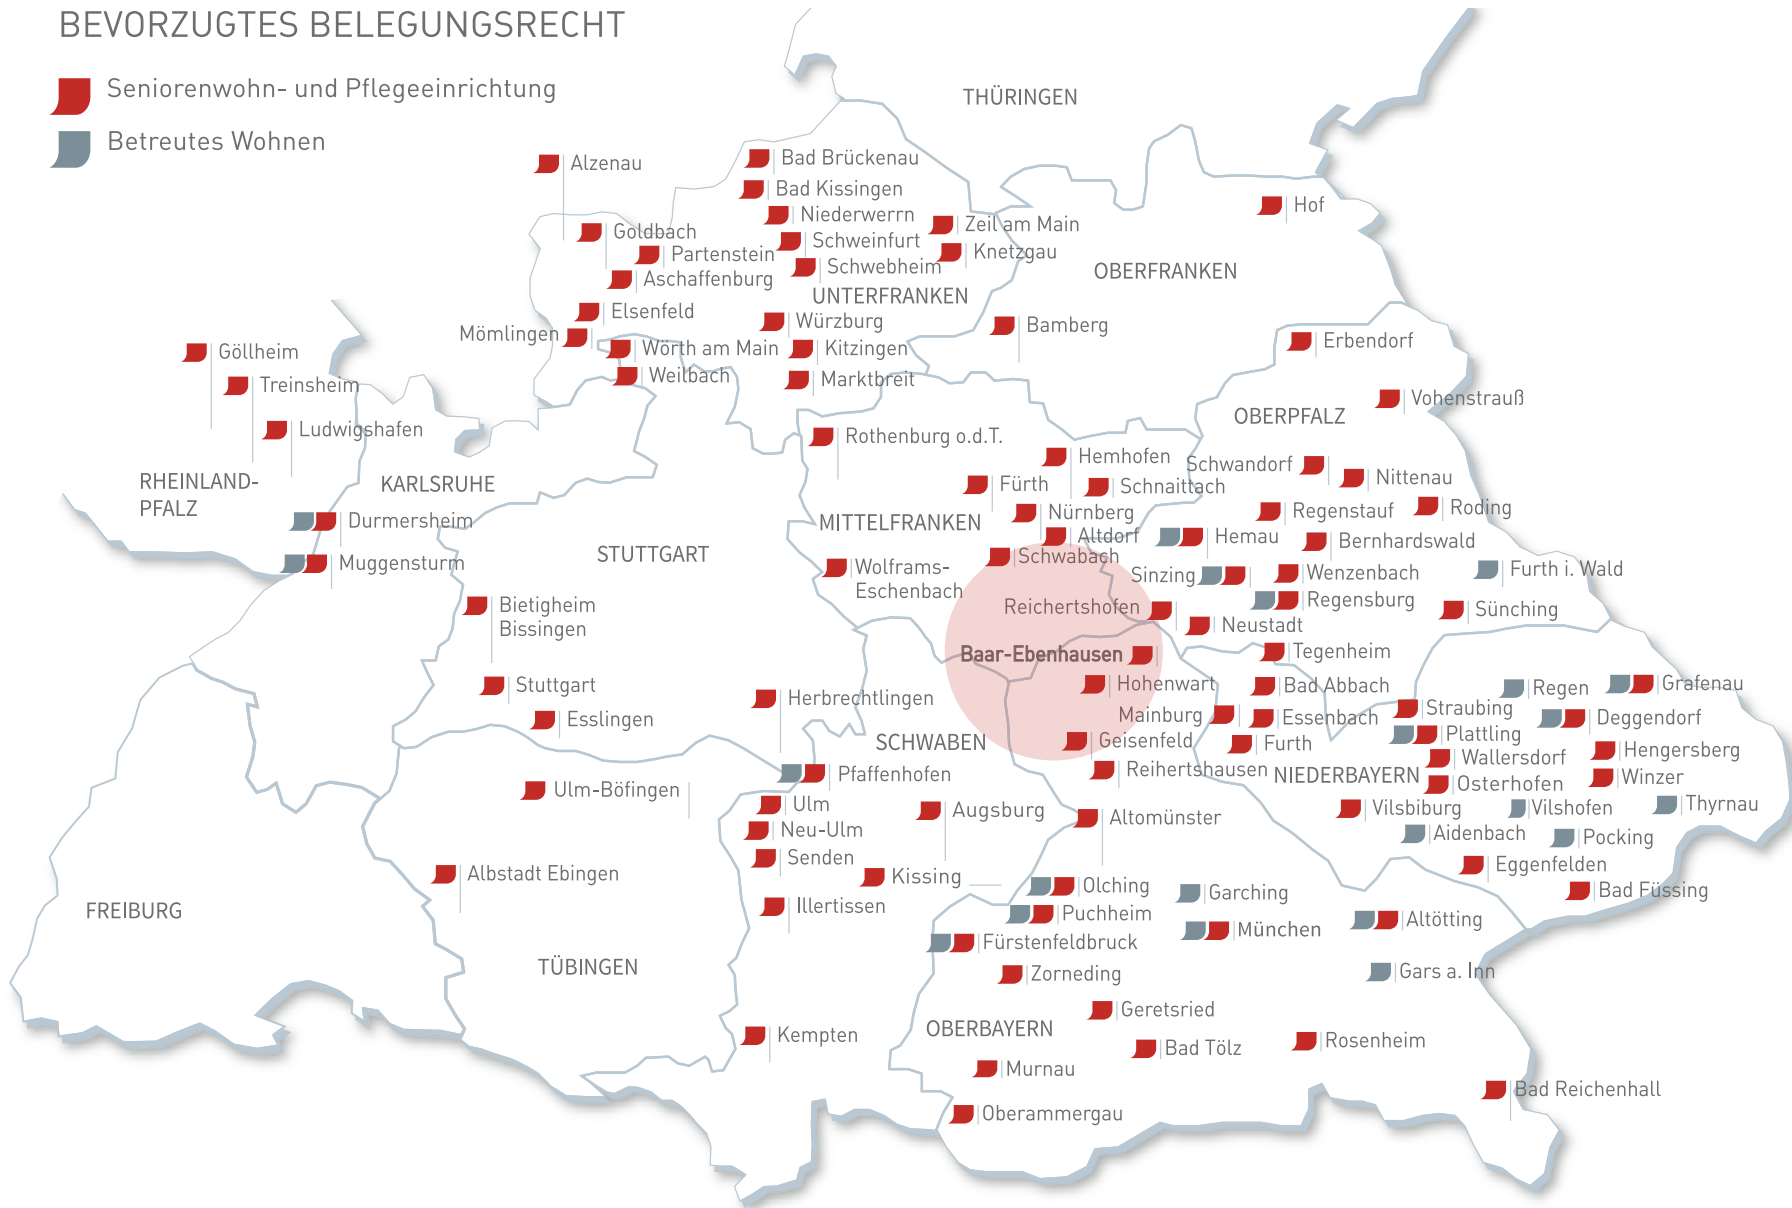 BEVORZUGTES BELEGUNGSRECHT
Seniorenwohn- und Pflegeeinrichtung
Betreutes Wohnen
THÜRINGEN
Alzenau
Bad Brückenau
Bad Kissingen
Niederwerrn
Zeil am Main
Hof
Goldbach
Schweinfurt
Knetzgau
Partenstein
Schwebheim
OBERFRANKEN
Aschaffenburg
UNTERFRANKEN
Elsenfeld
Würzburg
Bamberg
Mömlingen
Erbendorf
Göllheim
Wörth am Main
Kitzingen
Treinsheim
Weilbach
Marktbreit
Vohenstrauß
OBERPFALZ
Ludwigshafen
Rothenburg o.d.T.
Hemhofen
Schwandorf
Nittenau
RHEINLAND-
PFALZ
KARLSRUHE
Fürth
Schnaittach
Roding
Durmersheim
MITTELFRANKEN
Nürnberg
Regenstauf
Altdorf
Hemau
Bernhardswald
STUTTGART
Schwabach
Muggensturm
Wolframs-
Eschenbach
Sinzing
Wenzenbach
Furth i. Wald
Bietigheim
Bissingen
Reichertshofen
Regensburg
Sünching
Neustadt
Baar-Ebenhausen
Tegenheim
Stuttgart
Hohenwart
Bad Abbach
Regen
Grafenau
Herbrechtlingen
Mainburg
Essenbach
Straubing
Deggendorf
Esslingen
SCHWABEN
Geisenfeld
Furth
Plattling
Hengersberg
Wallersdorf
Pfaffenhofen
Reihertshausen
NIEDERBAYERN
Osterhofen
Winzer
Ulm-Böfingen
Ulm
Augsburg
Altomünster
Vilsbiburg
Vilshofen
Thyrnau
Neu-Ulm
Aidenbach
Pocking
Senden
Eggenfelden
Albstadt Ebingen
Kissing
Olching
Garching
Bad Füssing
FREIBURG
Illertissen
Puchheim
München
Altötting
Fürstenfeldbruck
TÜBINGEN
Zorneding
Gars a. Inn
Geretsried
OBERBAYERN
Kempten
Bad Tölz
Rosenheim
Murnau
Bad Reichenhall
Oberammergau